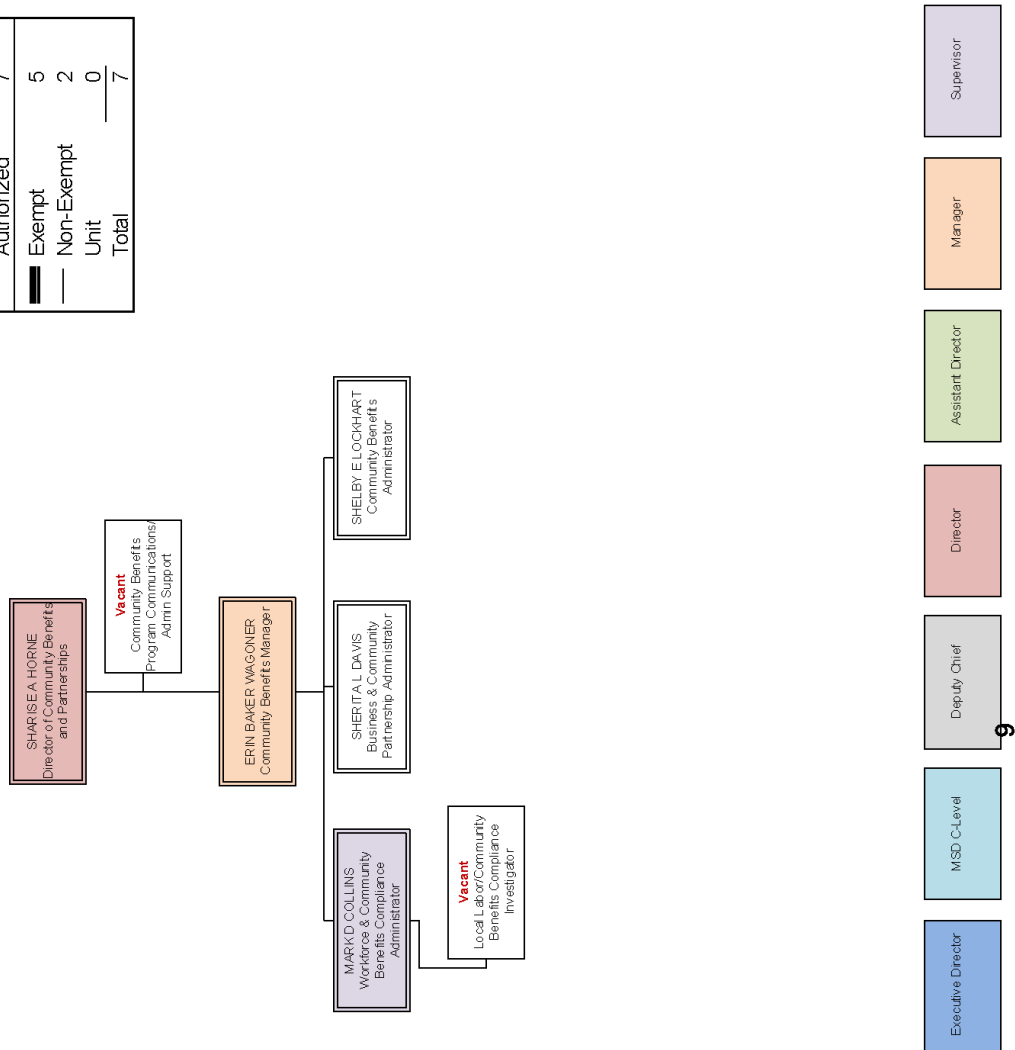 Authorized 7
Exempt 5
Non-Exempt 2
Unit 0
Total 7
SHARISE A HORNE
Director of Community Benefits
and Partnerships
Vacant
Community Benefits
Program Communications/
Admin Support
ERIN BAKER WAGONER
Community Benefits Manager
MARK D COLLINS
Workforce & Community
Benefits Compliance
Administrator
SHERITA L DAVIS
Business & Community
Partnership Administrator
SHELBY E LOCKHART
Community Benefits
Administrator
Vacant
Local Labor/Community
Benefits Compliance
Investigator
Executive Director
MSD C-Level
Deputy Chief
Director
Assistant Director
Manager
Supervisor
9